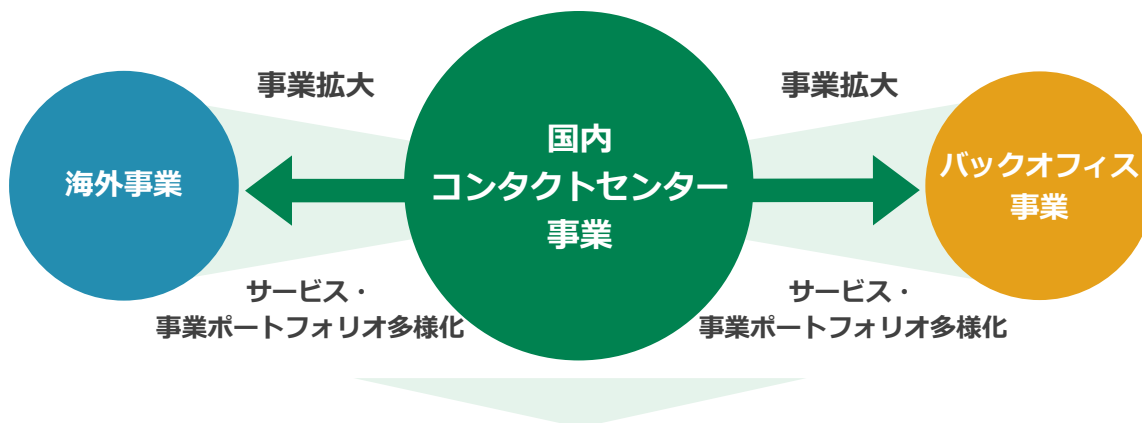 事業拡大
事業拡大
国内
コンタクトセンター
事業
海外事業
バックオフィス
事業
サービス・
事業ポートフォリオ多様化
サービス・
事業ポートフォリオ多様化